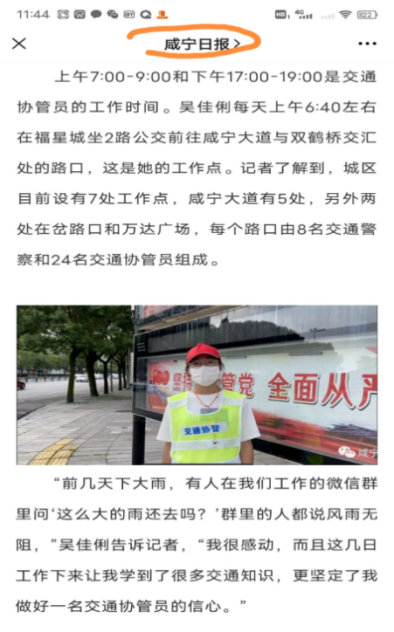 11:44
咸宁日报 >
上午7:00-9:00和下午17:00-19:00是交通
协管员的工作时间。吴佳俐每天上午6:40左右
在福星城坐2路公交前往咸宁大道与双鹤桥交汇
处的路口，这是她的工作点。记者了解到，城区
目前设有7处工作点，咸宁大道有5处，另外两
处在岔路口和万达广场，每个路口由8名交通警
察和24名交通协管员组成。
坚持 管党 全面从严
交通协管
咸宁
“前几天下大雨，有人在我们工作的微信群
里问‘这么大的雨还去吗？’群里的人都说风雨无
阻，”吴佳俐告诉记者，“我很感动，而且这几日
工作下来让我学到了很多交通知识，更坚定了我
做好一名交通协管员的信心。”